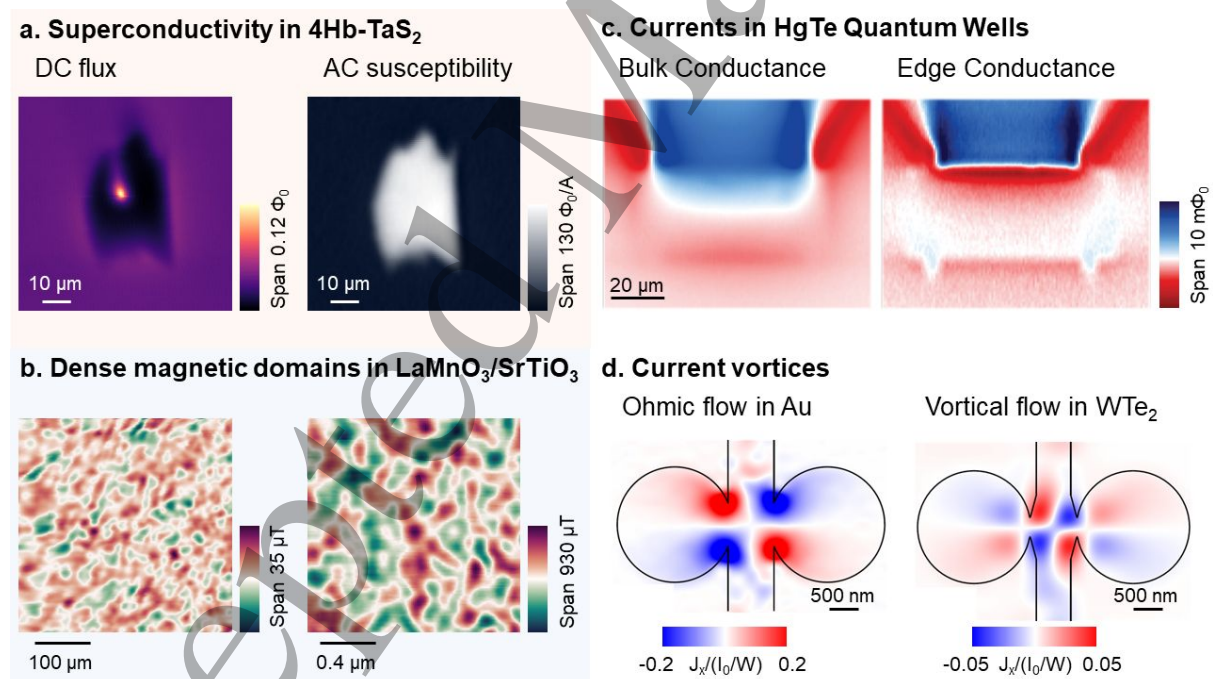 a. Superconductivity in 4Hb-TaS₂
DC flux
AC susceptibility
10 µm
Span 0.12 Φ₀
10 µm
Span 130 Φ₀/A
c. Currents in HgTe Quantum Wells
Bulk Conductance
Edge Conductance
20 µm
Span 10 mΦ₀
b. Dense magnetic domains in LaMnO₃/SrTiO₃
Span 35 µT
100 µm
Span 930 µT
0.4 µm
d. Current vortices
Ohmic flow in Au
Vortical flow in WTe₂
500 nm
500 nm
-0.2 Jₓ/(I₀/W) 0.2
-0.05 Jₓ/(I₀/W) 0.05